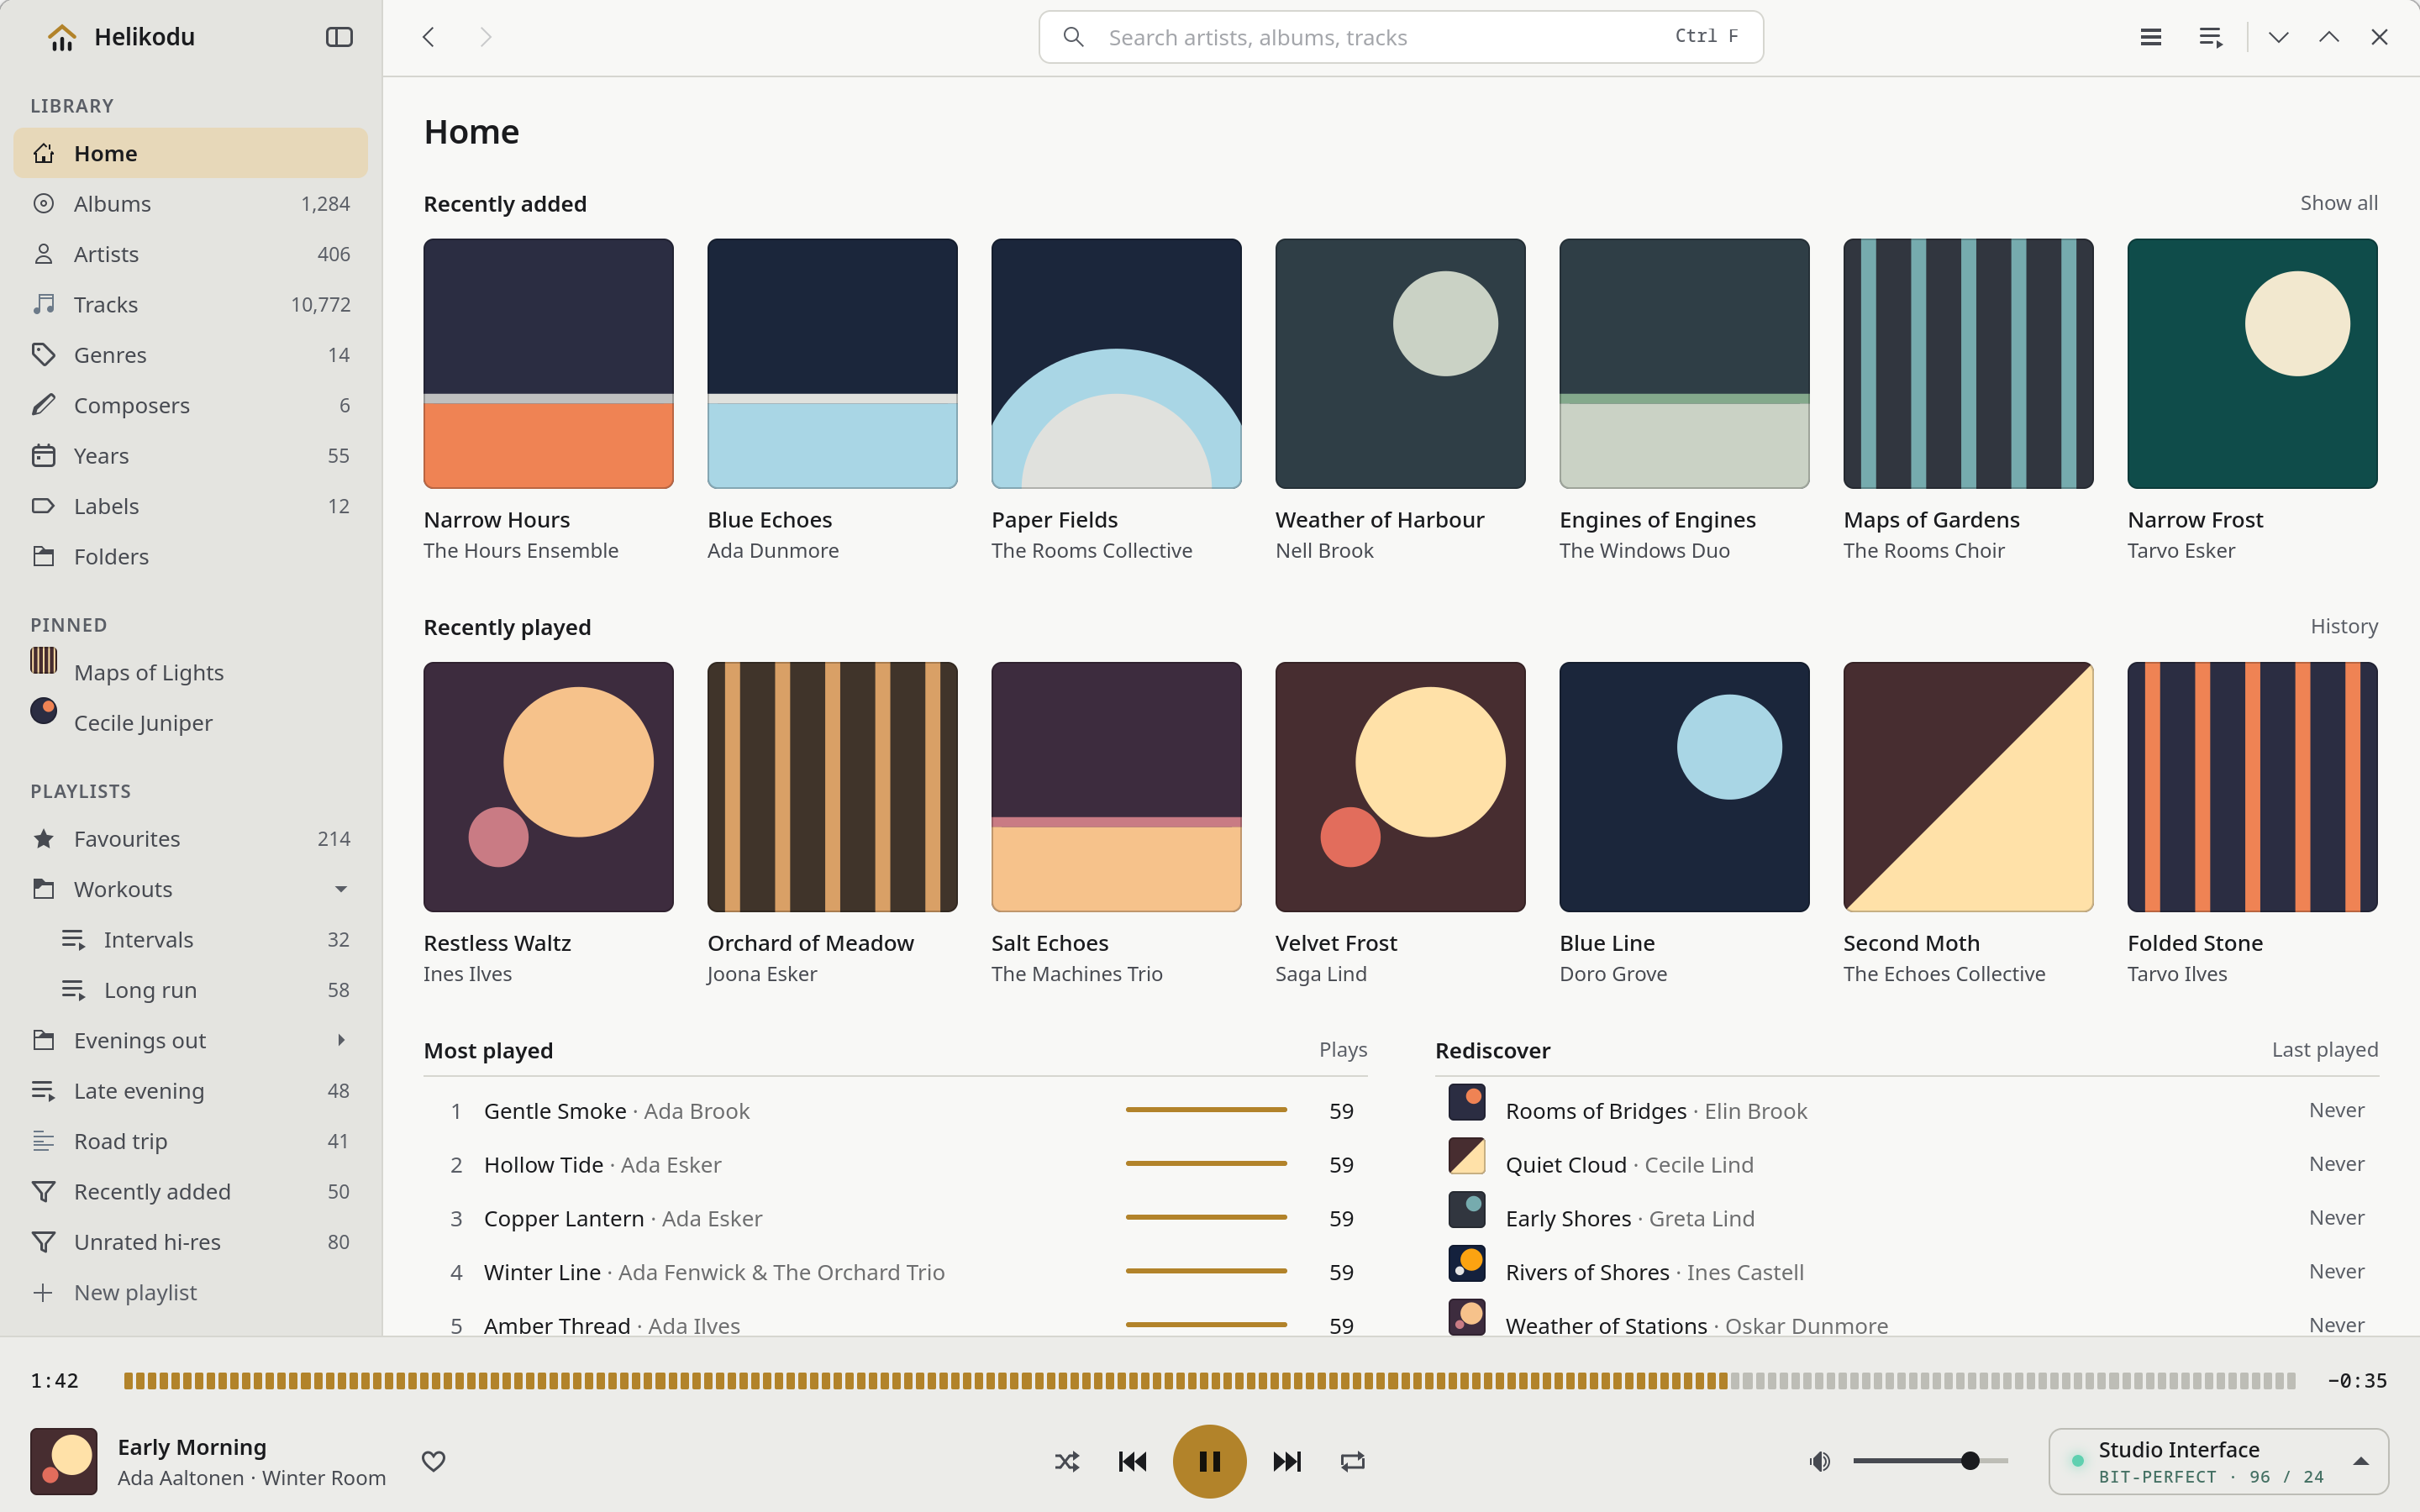 Helikodu
Search artists, albums, tracks
Ctrl F
LIBRARY
Home
Albums 1,284
Artists 406
Tracks 10,772
Genres 14
Composers 6
Years 55
Labels 12
Folders
PINNED
Maps of Lights
Cecile Juniper
PLAYLISTS
Favourites 214
Workouts
Intervals 32
Long run 58
Evenings out
Late evening 48
Road trip 41
Recently added 50
Unrated hi-res 80
New playlist
Home
Recently added Show all
Narrow Hours
The Hours Ensemble
Blue Echoes
Ada Dunmore
Paper Fields
The Rooms Collective
Weather of Harbour
Nell Brook
Engines of Engines
The Windows Duo
Maps of Gardens
The Rooms Choir
Narrow Frost
Tarvo Esker
Recently played History
Restless Waltz
Ines Ilves
Orchard of Meadow
Joona Esker
Salt Echoes
The Machines Trio
Velvet Frost
Saga Lind
Blue Line
Doro Grove
Second Moth
The Echoes Collective
Folded Stone
Tarvo Ilves
Most played Plays
1 Gentle Smoke · Ada Brook 59
2 Hollow Tide · Ada Esker 59
3 Copper Lantern · Ada Esker 59
4 Winter Line · Ada Fenwick & The Orchard Trio 59
5 Amber Thread · Ada Ilves 59
Rediscover Last played
Rooms of Bridges · Elin Brook Never
Quiet Cloud · Cecile Lind Never
Early Shores · Greta Lind Never
Rivers of Shores · Ines Castell Never
Weather of Stations · Oskar Dunmore Never
1:42 −0:35
Early Morning
Ada Aaltonen · Winter Room
Studio Interface
BIT-PERFECT · 96 / 24